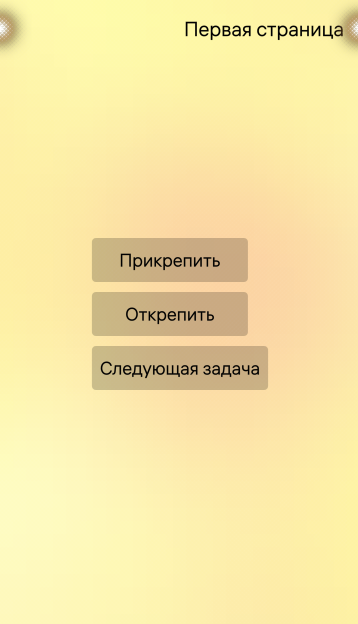 Первая страница
Прикрепить
Открепить
Следующая задача